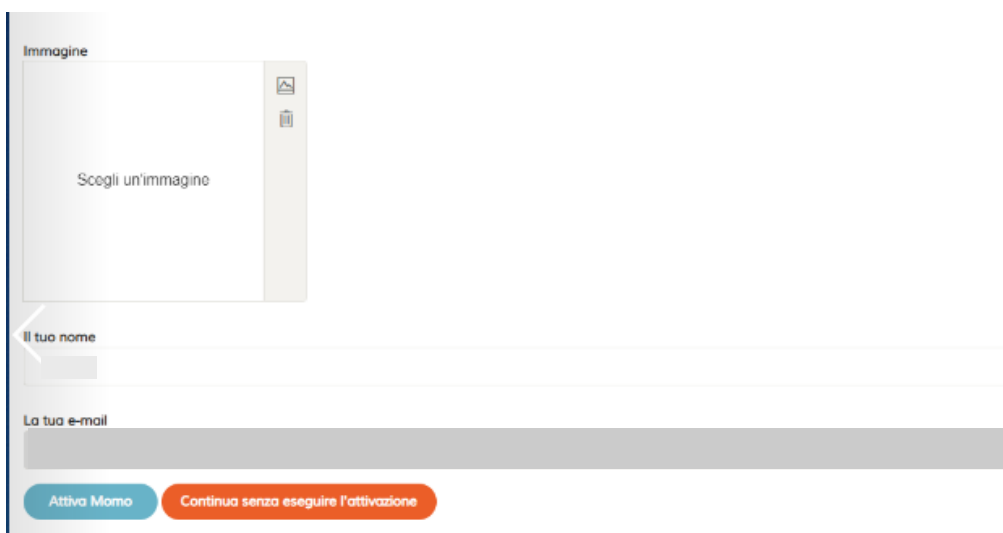 Immagine
Scegli un'immagine
Il tuo nome
La tua e-mail
Attiva Momo
Continua senza eseguire l'attivazione